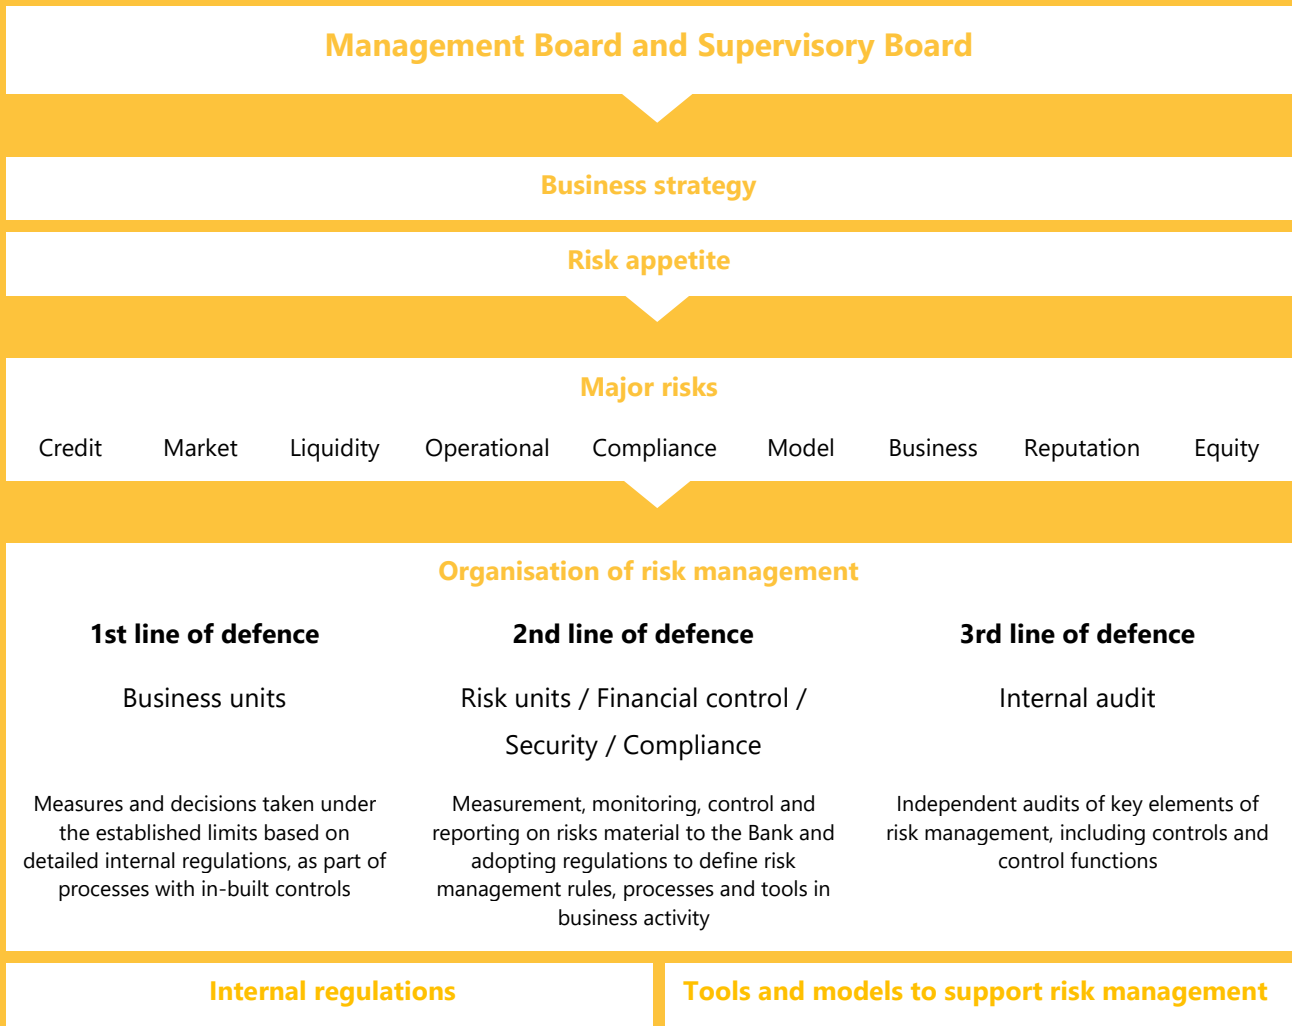 Management Board and Supervisory Board
Business strategy
Risk appetite
Major risks
Credit Market Liquidity Operational Compliance Model Business Reputation Equity
Organisation of risk management
1st line of defence
Business units
Measures and decisions taken under
the established limits based on
detailed internal regulations, as part of
processes with in-built controls
2nd line of defence
Risk units / Financial control /
Security / Compliance
Measurement, monitoring, control and
reporting on risks material to the Bank and
adopting regulations to define risk
management rules, processes and tools in
business activity
3rd line of defence
Internal audit
Independent audits of key elements of
risk management, including controls and
control functions
Internal regulations
Tools and models to support risk management